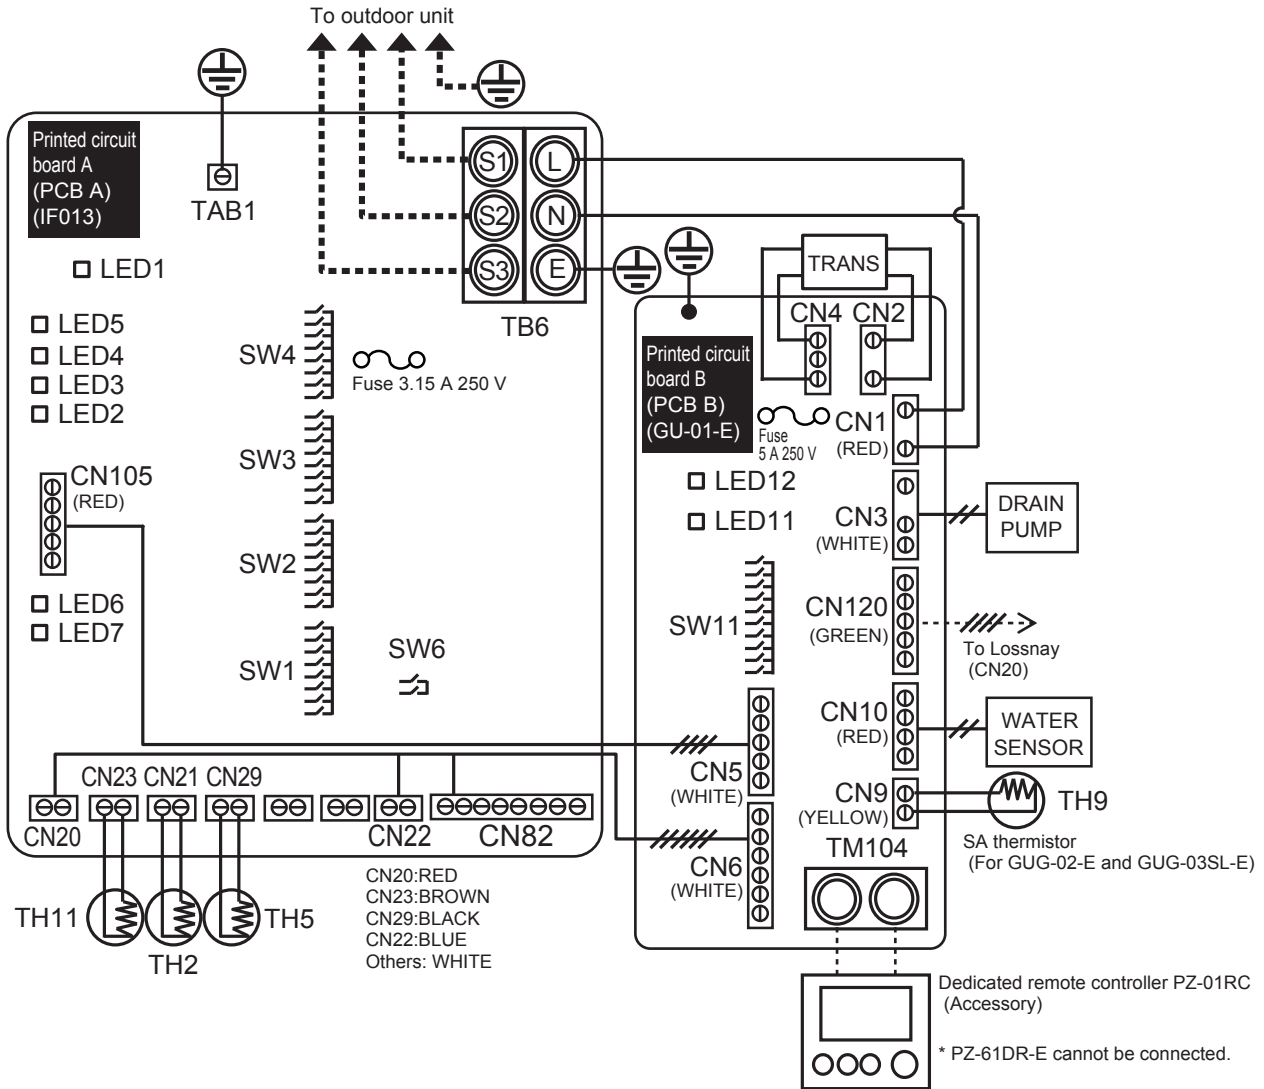 To outdoor unit
Printed circuit
board A
(PCB A)
(IF013)
TAB1
S1
L
S2
N
S3
E
TB6
LED1
LED5
LED4
LED3
LED2
SW4
Fuse 3.15 A 250 V
SW3
CN105
(RED)
SW2
LED6
LED7
SW1
SW6
CN23
CN21
CN29
CN20
CN22
CN82
TH11
TH2
TH5
CN20:RED
CN23:BROWN
CN29:BLACK
CN22:BLUE
Others: WHITE
TRANS
CN4
CN2
Printed circuit
board B
(PCB B)
(GU-01-E)
Fuse
5 A 250 V
CN1
(RED)
LED12
LED11
CN3
(WHITE)
DRAIN
PUMP
SW11
CN120
(GREEN)
To Lossnay
(CN20)
CN10
(RED)
WATER
SENSOR
CN5
(WHITE)
CN9
(YELLOW)
TH9
SA thermistor
(For GUG-02-E and GUG-03SL-E)
CN6
(WHITE)
TM104
Dedicated remote controller PZ-01RC
(Accessory)
* PZ-61DR-E cannot be connected.